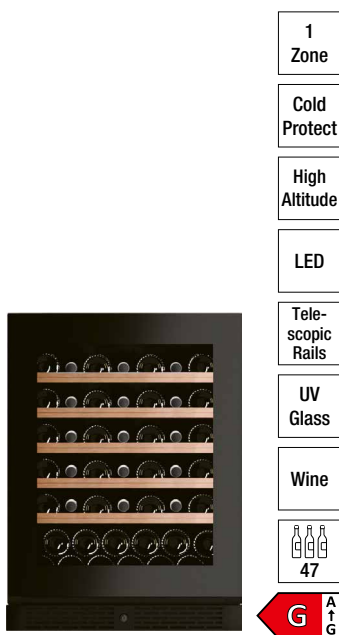 1
Zone
Cold
Protect
High
Altitude
LED
Tele-
scopic
Rails
UV
Glass
Wine
47
G
A
↑
G